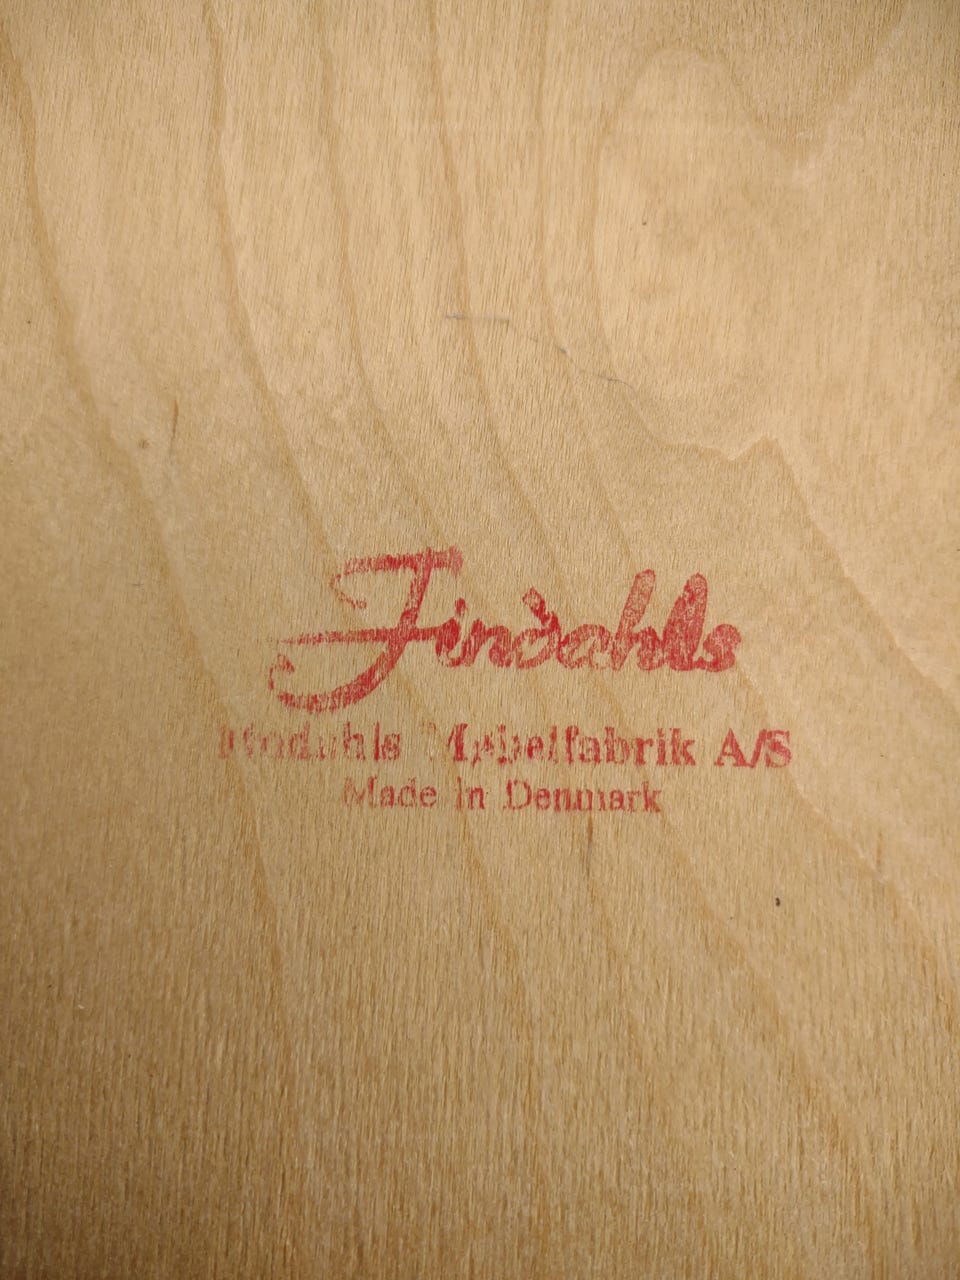 Findahls
Findahls Møbelfabrik A/S
Made in Denmark